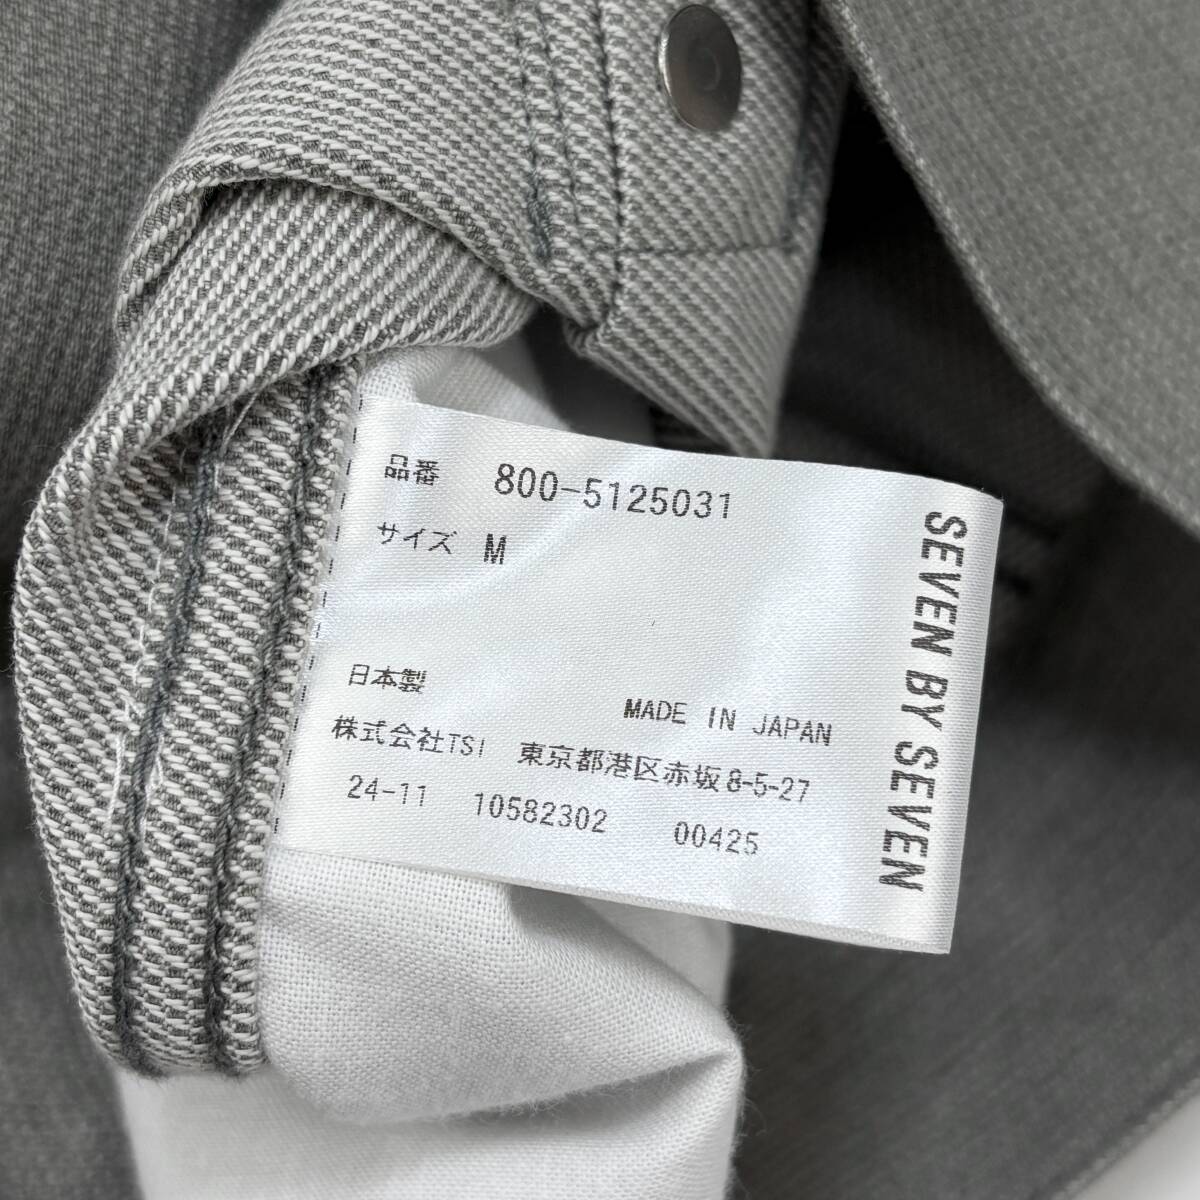 品番 800-5125031
サイズ M
日本製 MADE IN JAPAN
株式会社TSI 東京都港区赤坂8-5-27
24-11 10582302 00425
SEVEN BY SEVEN